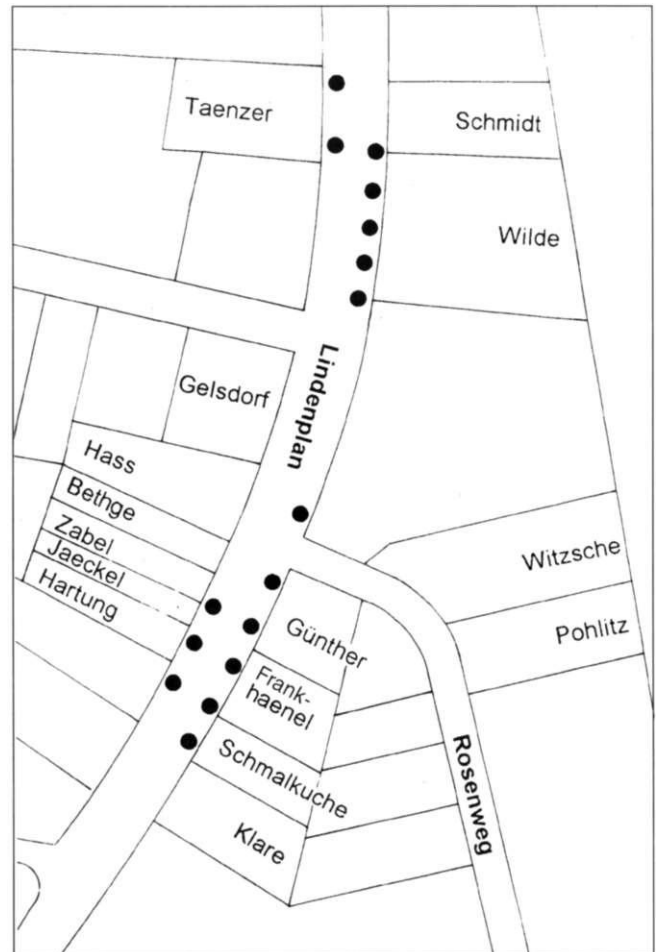 Taenzer
Schmidt
Wilde
Lindenplan
Gelsdorf
Hass
Bethge
Zabel
Jaeckel
Hartung
Witzsche
Pohlitz
Günther
Frank-
haenel
Schmalkuche
Klare
Rosenweg